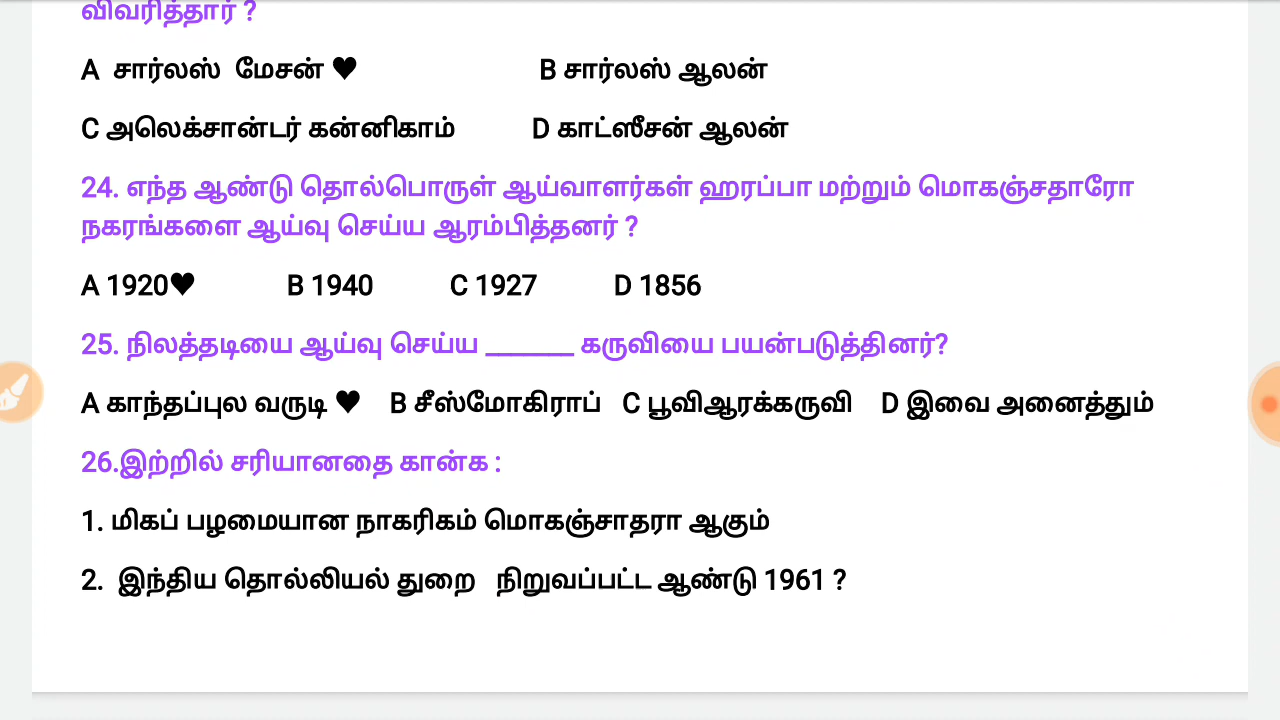 விவரித்தார் ?
A சார்லஸ் மேசன் ♥ B சார்லஸ் ஆலன்
C அலெக்சான்டர் கன்னிகாம் D காட்ஸீசன் ஆலன்
24. எந்த ஆண்டு தொல்பொருள் ஆய்வாளர்கள் ஹரப்பா மற்றும் மொகஞ்சதாரோ
நகரங்களை ஆய்வு செய்ய ஆரம்பித்தனர் ?
A 1920♥ B 1940 C 1927 D 1856
25. நிலத்தடியை ஆய்வு செய்ய _______ கருவியை பயன்படுத்தினர்?
A காந்தப்புல வருடி ♥ B சீஸ்மோகிராப் C பூவிஆரக்கருவி D இவை அனைத்தும்
26.இற்றில் சரியானதை கான்க :
1. மிகப் பழமையான நாகரிகம் மொகஞ்சாதரா ஆகும்
2. இந்திய தொல்லியல் துறை நிறுவப்பட்ட ஆண்டு 1961 ?